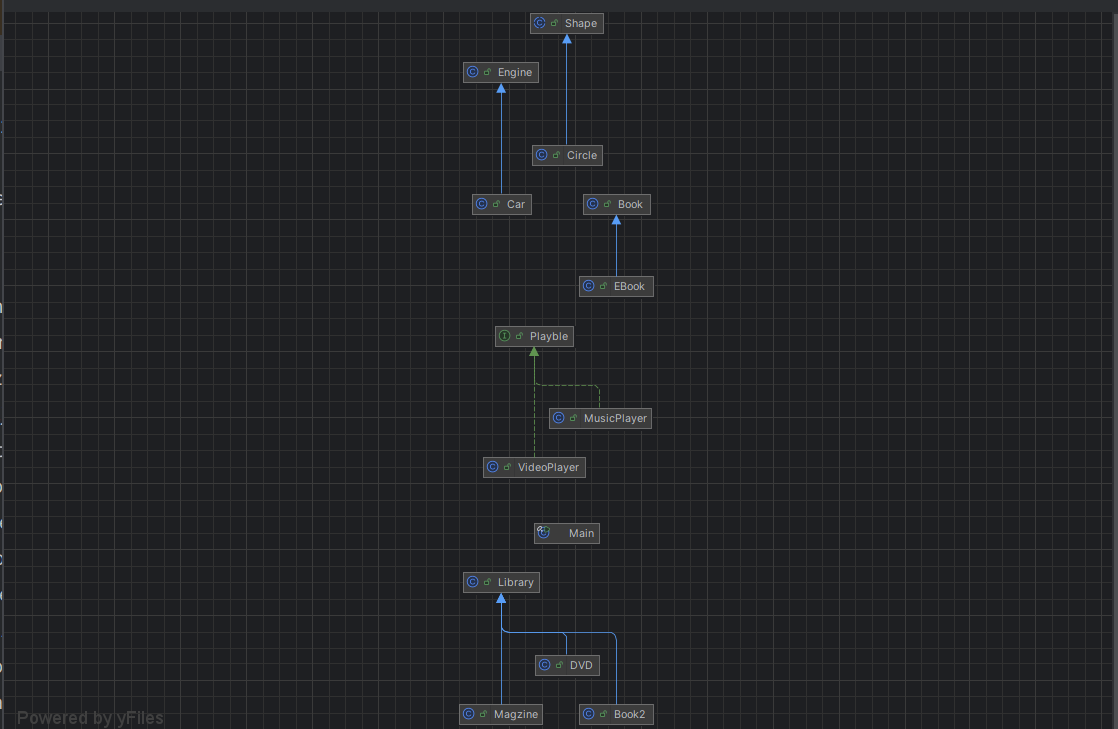 Shape
Engine
Circle
Car
Book
EBook
Playble
MusicPlayer
VideoPlayer
Main
Library
DVD
Magzine
Book2
Powered by yFiles